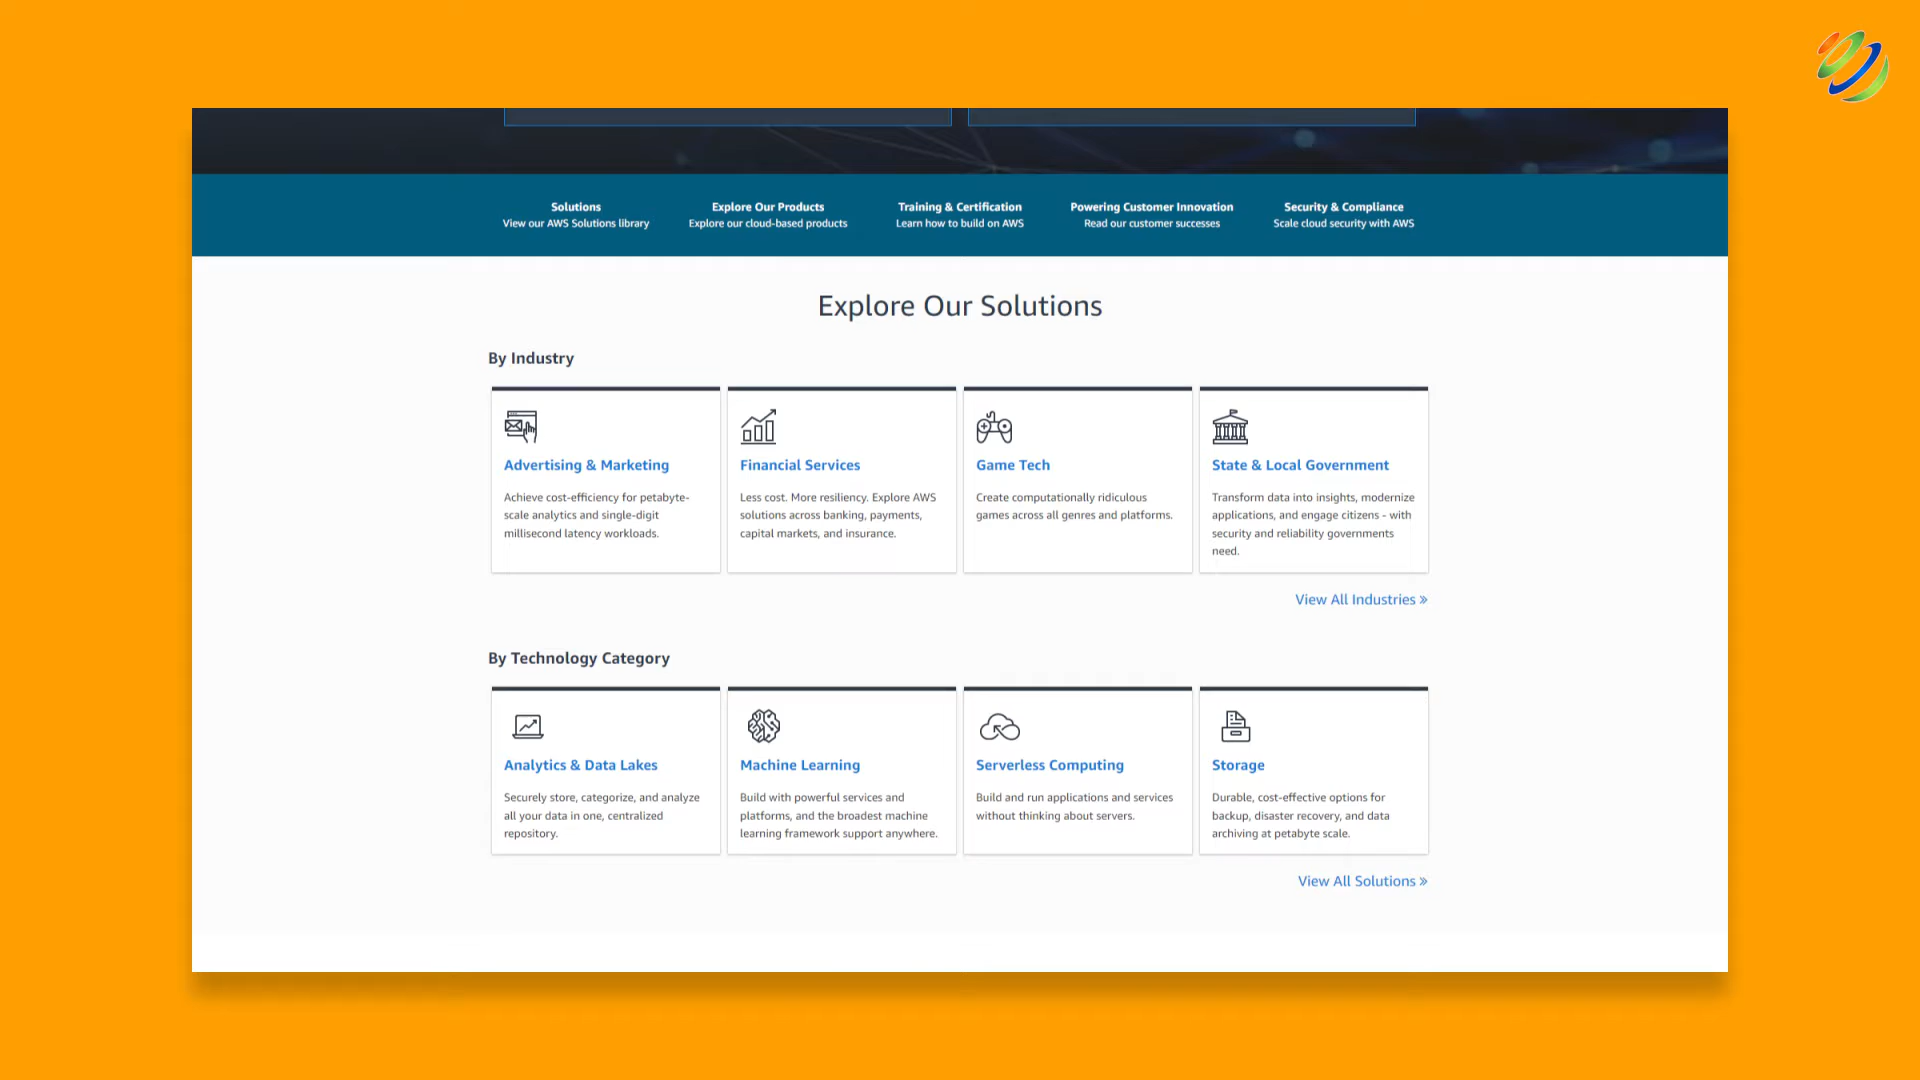 Solutions
View our AWS Solutions library
Explore Our Products
Explore our cloud-based products
Training & Certification
Learn how to build on AWS
Powering Customer Innovation
Read our customer successes
Security & Compliance
Scale cloud security with AWS
Explore Our Solutions
By Industry
Advertising & Marketing
Achieve cost-efficiency for petabyte-
scale analytics and single-digit
millisecond latency workloads.
Financial Services
Less cost. More resiliency. Explore AWS
solutions across banking, payments,
capital markets, and insurance.
Game Tech
Create computationally ridiculous
games across all genres and platforms.
State & Local Government
Transform data into insights, modernize
applications, and engage citizens - with
security and reliability governments
need.
View All Industries »
By Technology Category
Analytics & Data Lakes
Securely store, categorize, and analyze
all your data in one, centralized
repository.
Machine Learning
Build with powerful services and
platforms, and the broadest machine
learning framework support anywhere.
Serverless Computing
Build and run applications and services
without thinking about servers.
Storage
Durable, cost-effective options for
backup, disaster recovery, and data
archiving at petabyte scale.
View All Solutions »